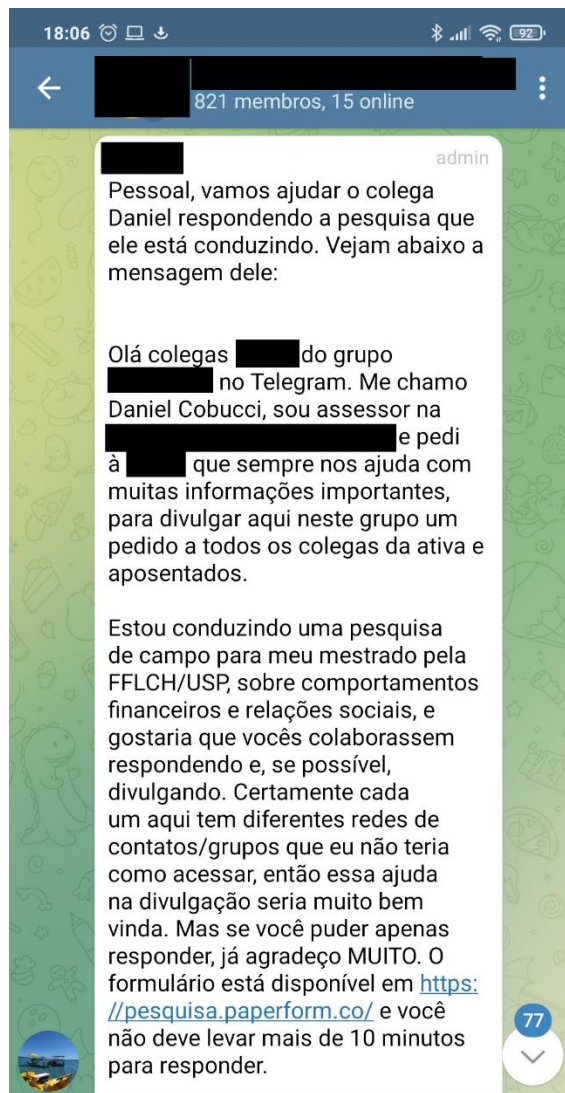 18:06
92
821 membros, 15 online
admin
Pessoal, vamos ajudar o colega
Daniel respondendo a pesquisa que
ele está conduzindo. Vejam abaixo a
mensagem dele:
Olá colegas do grupo
no Telegram. Me chamo
Daniel Cobucci, sou assessor na
e pedi
à que sempre nos ajuda com
muitas informações importantes,
para divulgar aqui neste grupo um
pedido a todos os colegas da ativa e
aposentados.
Estou conduzindo uma pesquisa
de campo para meu mestrado pela
FFLCH/USP, sobre comportamentos
financeiros e relações sociais, e
gostaria que vocês colaborassem
respondendo e, se possível,
divulgando. Certamente cada
um aqui tem diferentes redes de
contatos/grupos que eu não teria
como acessar, então essa ajuda
na divulgação seria muito bem
vinda. Mas se você puder apenas
responder, já agradeço MUITO. O
formulário está disponível em https:
//pesquisa.paperform.co/ e você
não deve levar mais de 10 minutos
para responder.
77